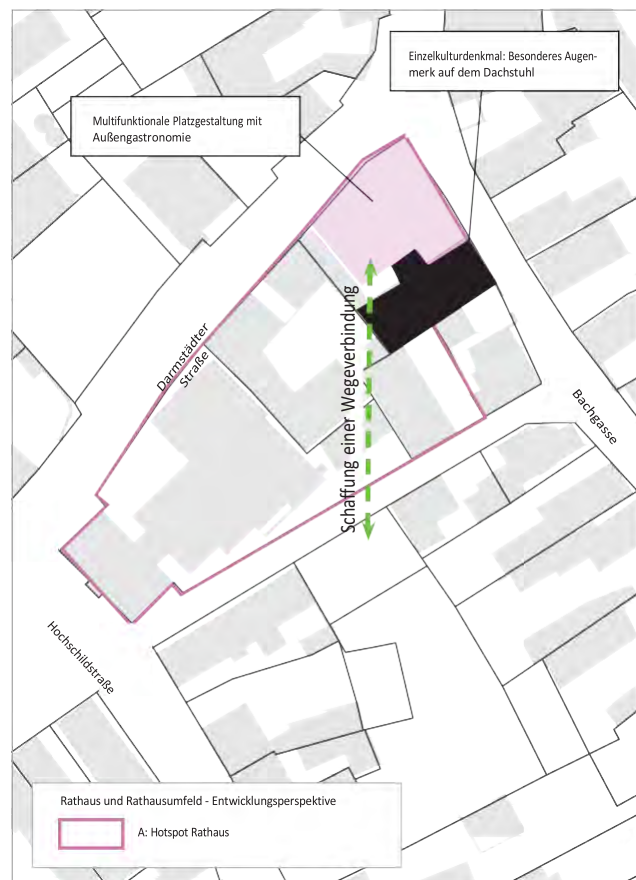 Einzelkulturdenkmal: Besonderes Augen-
merk auf dem Dachstuhl
Multifunktionale Platzgestaltung mit
Außengastronomie
Darmstädter
Straße
Schaffung einer Wegeverbindung
Bachgasse
Hochschildstraße
Rathaus und Rathausumfeld - Entwicklungsperspektive
A: Hotspot Rathaus